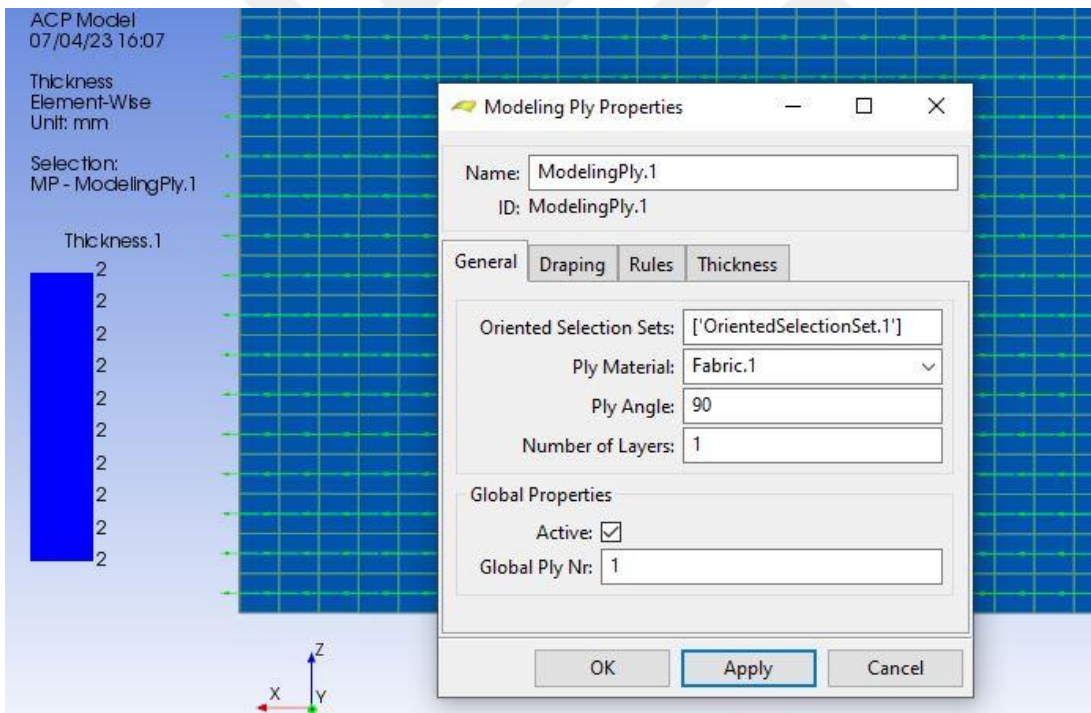 ACP Model
07/04/23 16:07
Thickness
Element-Wise
Unit: mm
Selection:
MP - ModelingPly.1
Thickness.1
2
2
2
2
2
2
2
2
2
2
Modeling Ply Properties
Name: ModelingPly.1
ID: ModelingPly.1
General Draping Rules Thickness
Oriented Selection Sets: ['OrientedSelectionSet.1']
Ply Material: Fabric.1
Ply Angle: 90
Number of Layers: 1
Global Properties
Active:
Global Ply Nr: 1
OK Apply Cancel
Z
X Y